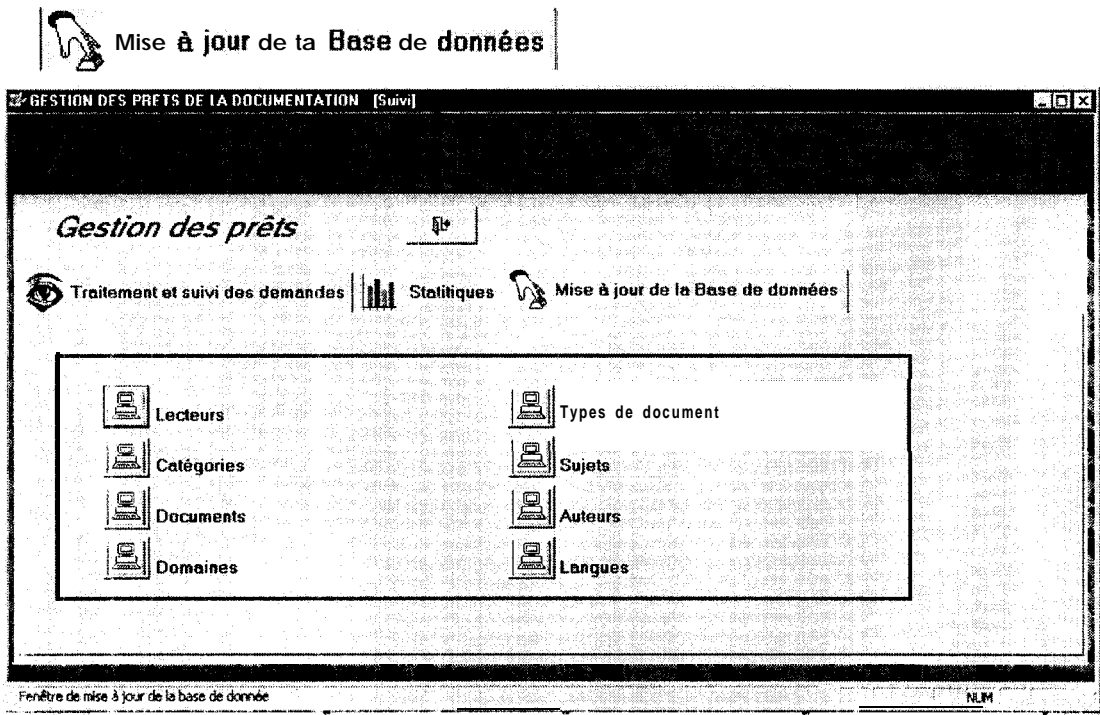 Mise à jour de ta Base de données
GESTION DES PRETS DE LA DOCUMENTATION [Suivi]
Gestion des prêts
Traitement et suivi des demandes Statitiques Mise à jour de la Base de données
Lecteurs Types de document
Catégories Sujets
Documents Auteurs
Domaines Langues
Fenêtre de mise à jour de la base de donnée NUM